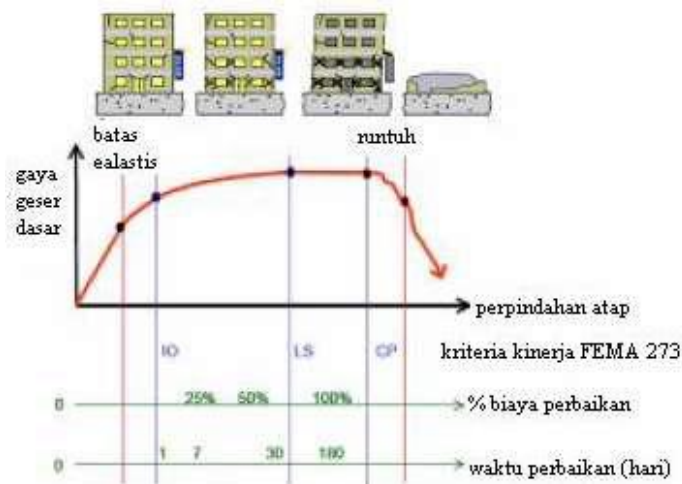 batas
ealastis
runtuh
gaya
geser
dasar
perpindahan atap
IO LS CP kriteria kinerja FEMA 273
0 25% 50% 100% % biaya perbaikan
0 1 7 30 180 waktu perbaikan (hari)